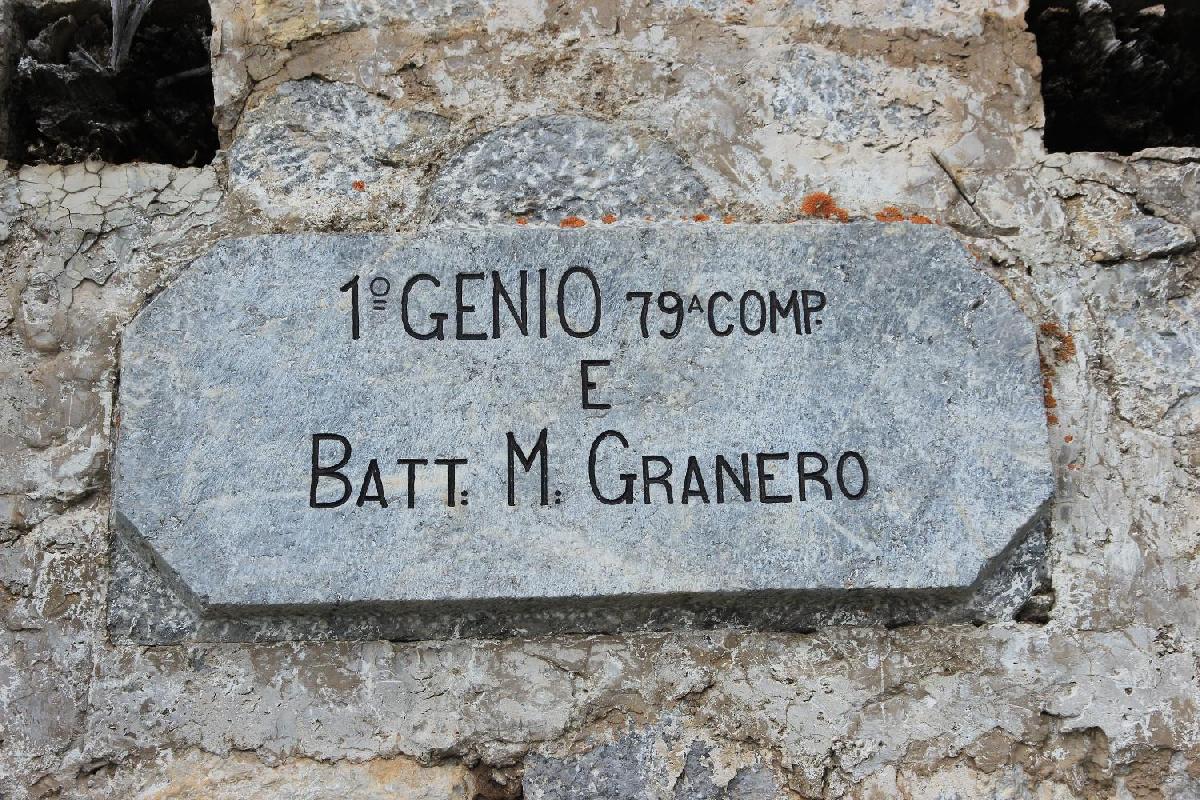 1º GENIO 79ᴬ COMP.
E
BATT: M: GRANERO